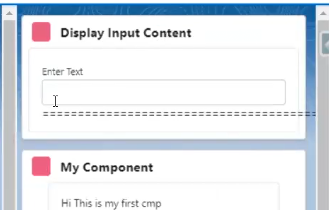 Display Input Content
Enter Text
==============================
My Component
Hi This is my first cmp